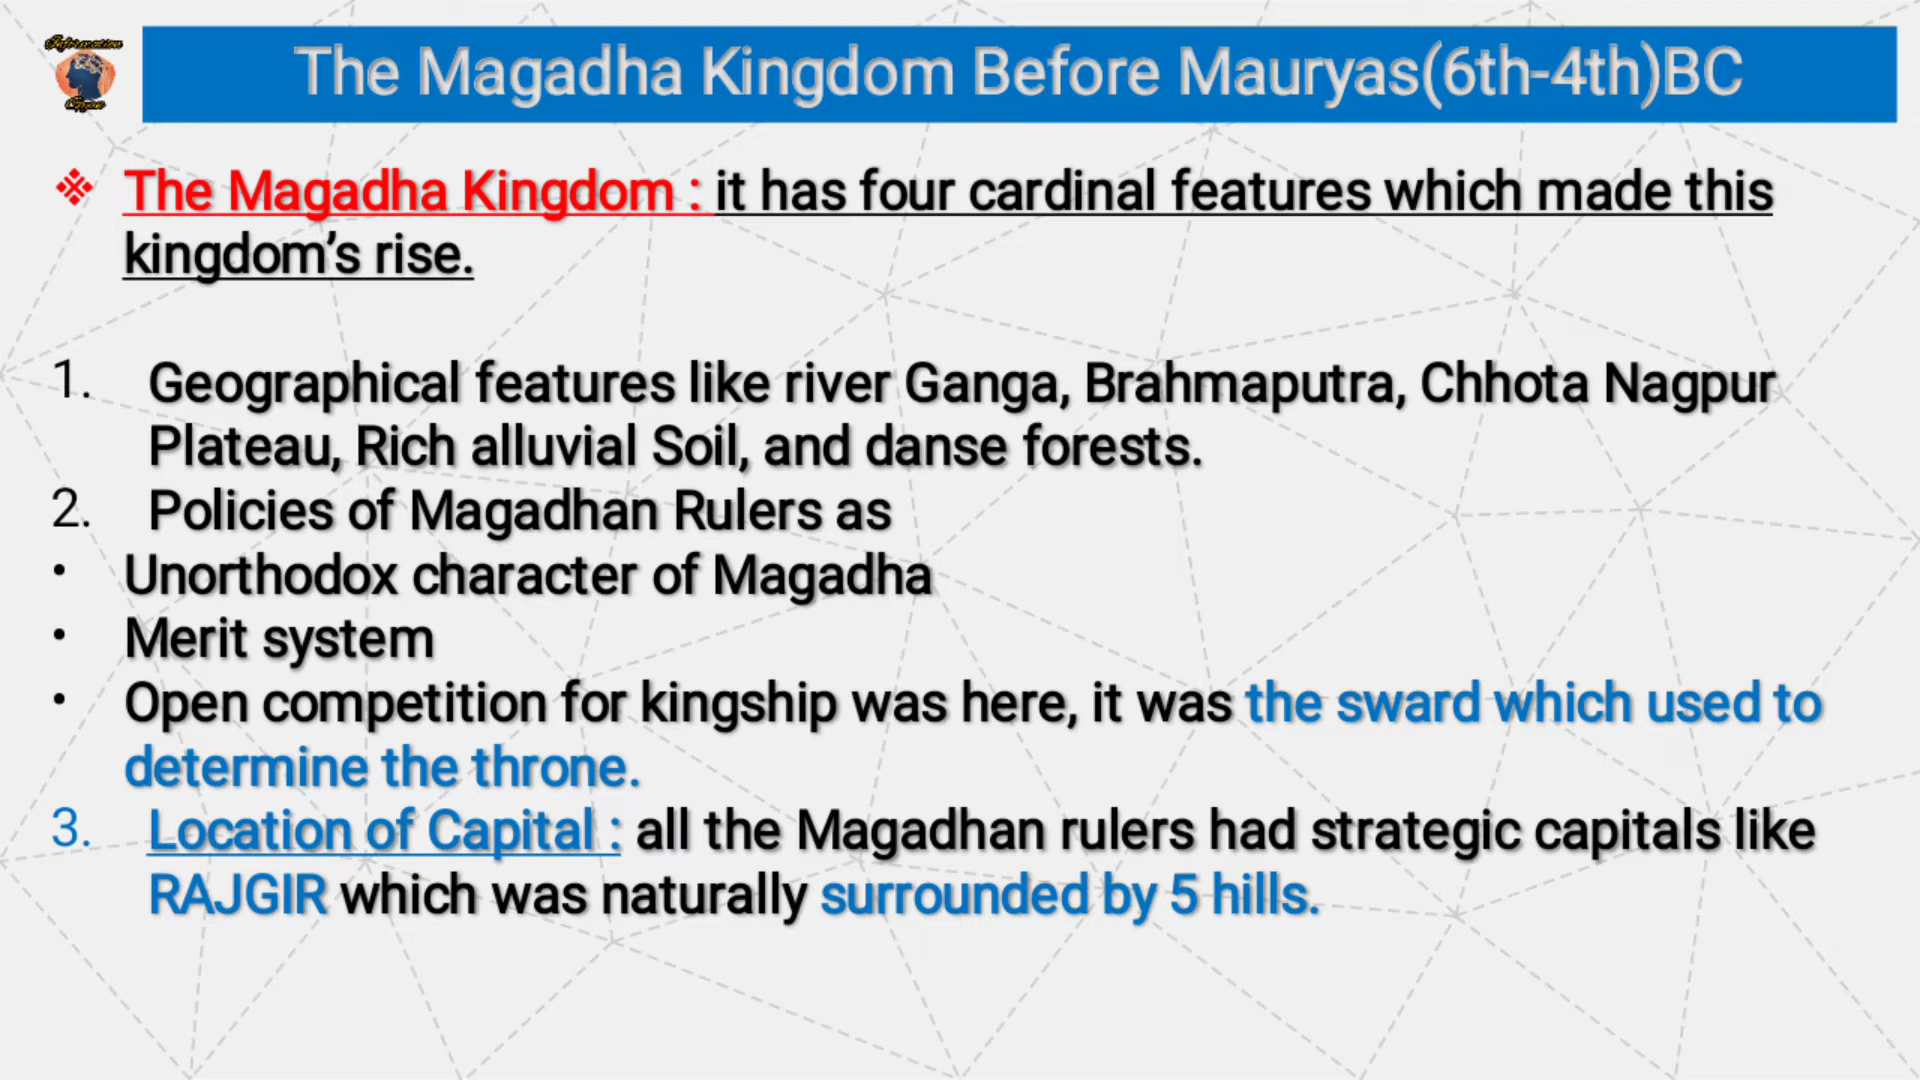 Information
The Magadha Kingdom Before Mauryas(6th-4th)BC
❖ The Magadha Kingdom : it has four cardinal features which made this
kingdom’s rise.
1. Geographical features like river Ganga, Brahmaputra, Chhota Nagpur
Plateau, Rich alluvial Soil, and danse forests.
2. Policies of Magadhan Rulers as
• Unorthodox character of Magadha
• Merit system
• Open competition for kingship was here, it was the sward which used to
determine the throne.
3. Location of Capital : all the Magadhan rulers had strategic capitals like
RAJGIR which was naturally surrounded by 5 hills.